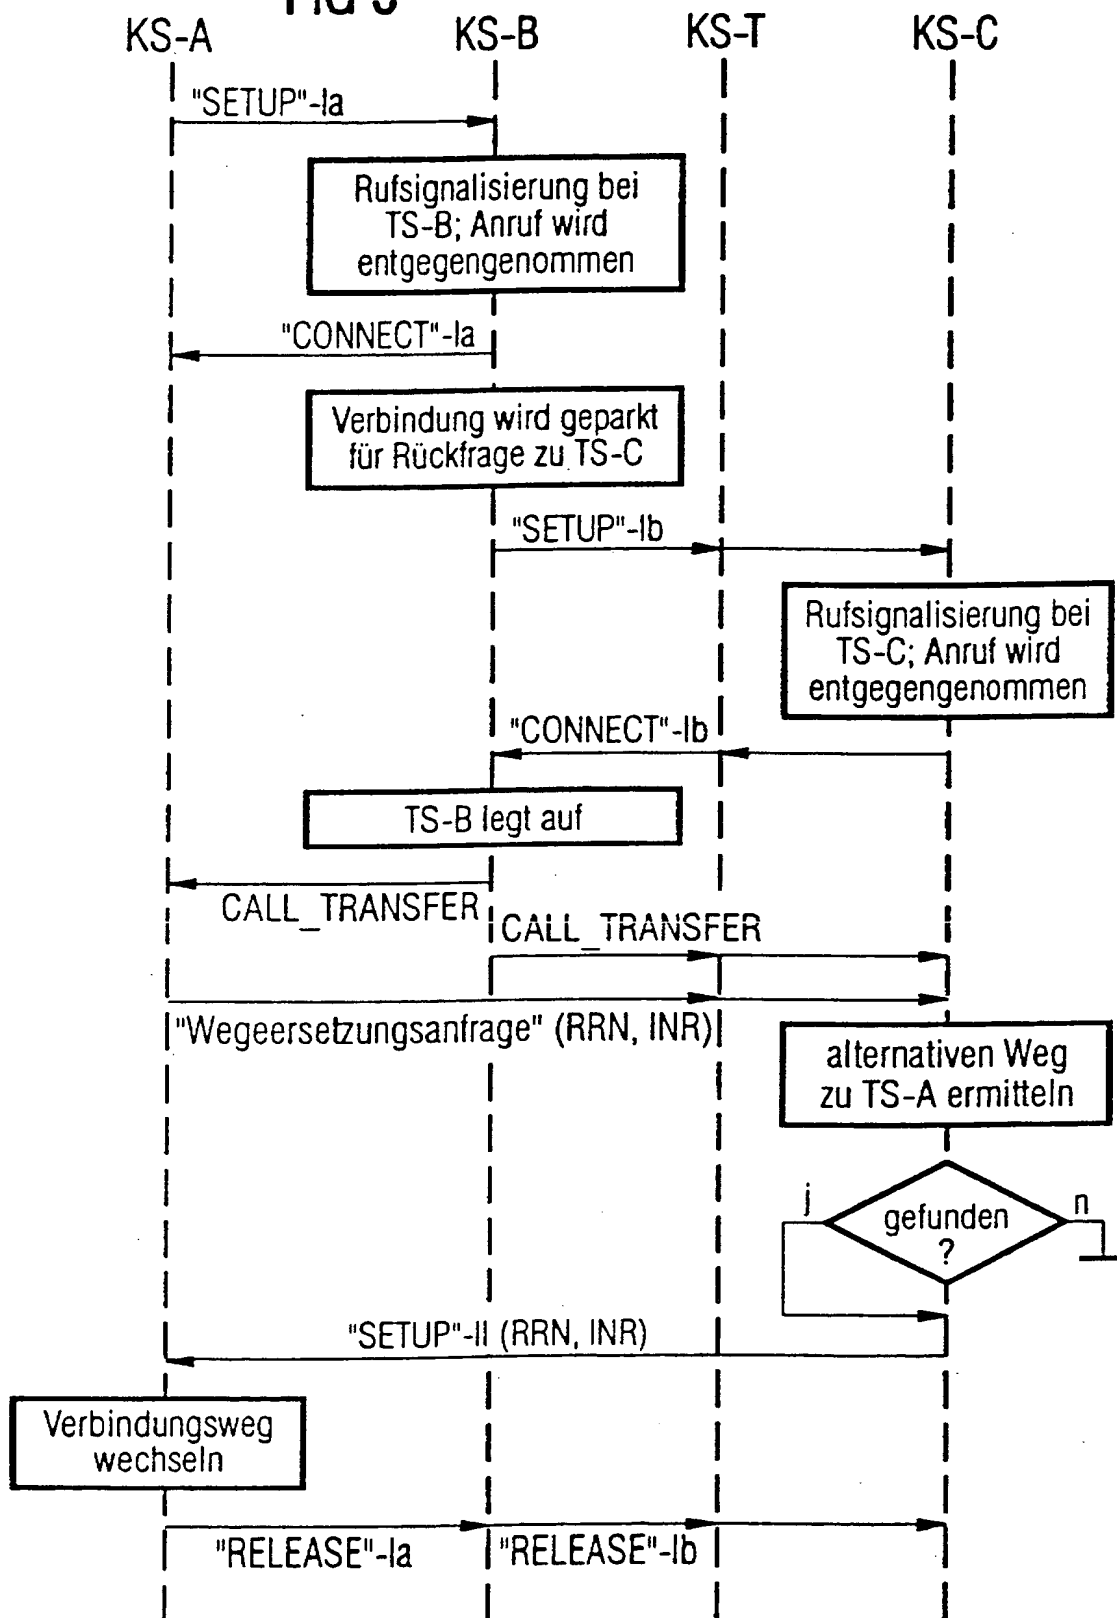 FIG 3
KS-A KS-B KS-T KS-C
"SETUP"-Ia
Rufsignalisierung bei
TS-B; Anruf wird
entgegengenommen
"CONNECT"-Ia
Verbindung wird geparkt
für Rückfrage zu TS-C
"SETUP"-Ib
Rufsignalisierung bei
TS-C; Anruf wird
entgegengenommen
"CONNECT"-Ib
TS-B legt auf
CALL_TRANSFER
CALL_TRANSFER
"Wegeersetzungsanfrage" (RRN, INR)
alternativen Weg
zu TS-A ermitteln
j
gefunden
?
n
"SETUP"-II (RRN, INR)
Verbindungsweg
wechseln
"RELEASE"-Ia
"RELEASE"-Ib